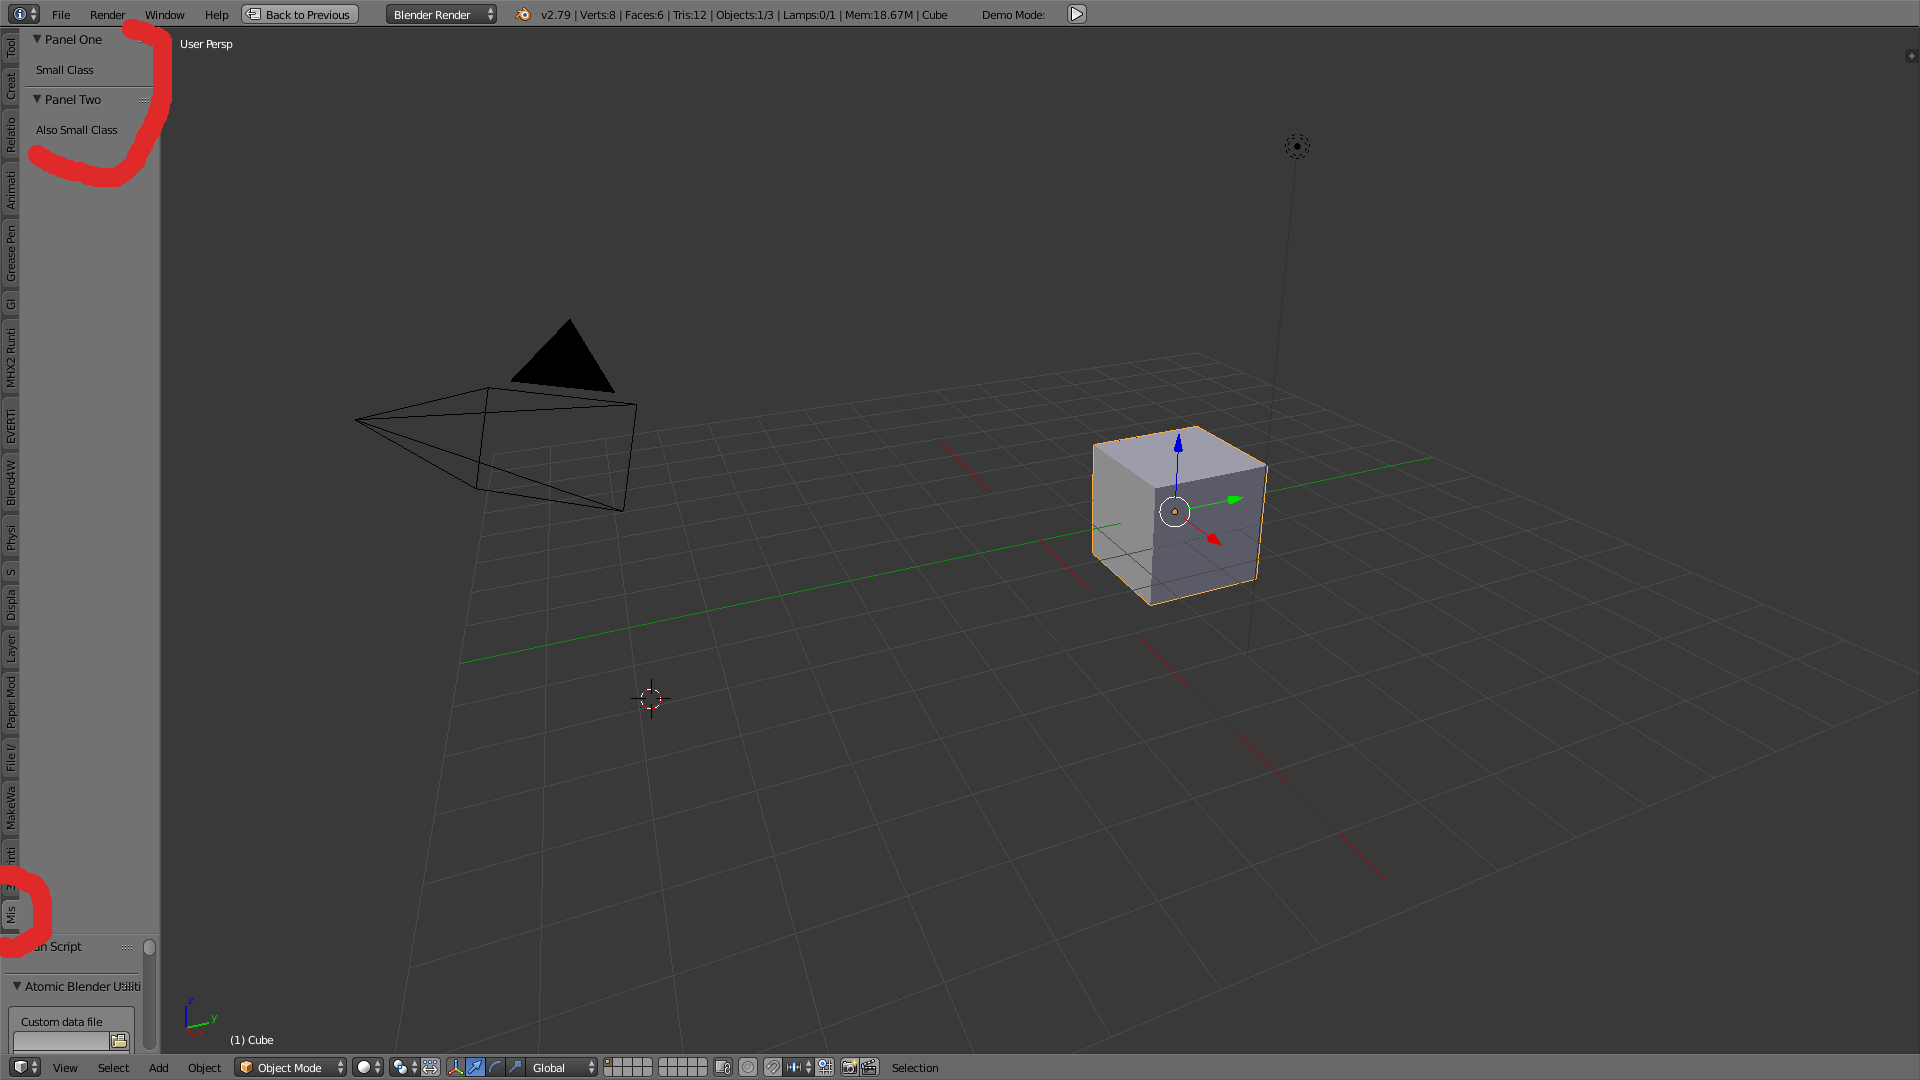 File Render Window Help Back to Previous Blender Render v2.79 | Verts:8 | Faces:6 | Tris:12 | Objects:1/3 | Lamps:0/1 | Mem:18.67M | Cube Demo Mode:
User Persp
Panel One
Small Class
Panel Two
Also Small Class
Tool
Creat
Relatio
Animati
Grease Pen
GI
MHX2 Runti
EVERTi
Blend4W
Physi
S
Displa
Layer
Paper Mod
File I/
MakeWa
inti
Mis
un Script
Atomic Blender Utiliti
Custom data file
z
y
(1) Cube
View Select Add Object Object Mode Global Selection